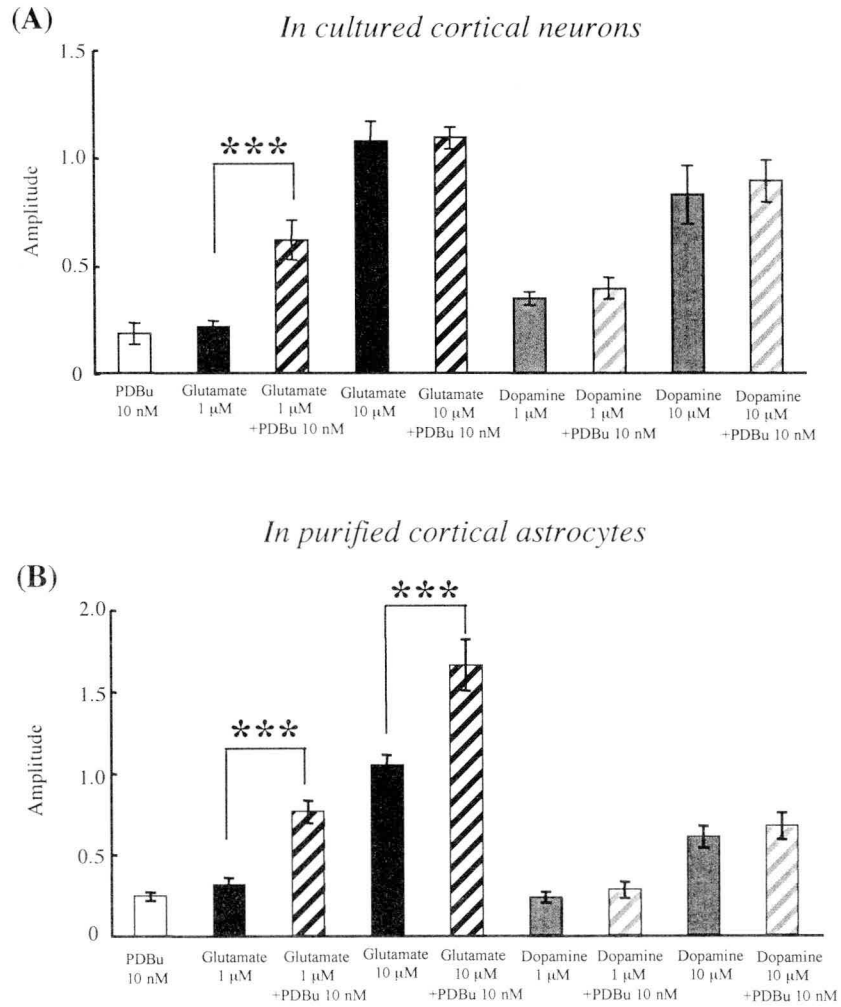 (A)
In cultured cortical neurons
1.5
1.0
0.5
0
Amplitude
***
PDBu
10 nM
Glutamate
1 μM
Glutamate
1 μM
+PDBu 10 nM
Glutamate
10 μM
Glutamate
10 μM
+PDBu 10 nM
Dopamine
1 μM
Dopamine
1 μM
+PDBu 10 nM
Dopamine
10 μM
Dopamine
10 μM
+PDBu 10 nM
In purified cortical astrocytes
(B)
2.0
1.5
1.0
0.5
0
Amplitude
***
***
PDBu
10 nM
Glutamate
1 μM
Glutamate
1 μM
+PDBu 10 nM
Glutamate
10 μM
Glutamate
10 μM
+PDBu 10 nM
Dopamine
1 μM
Dopamine
1 μM
+PDBu 10 nM
Dopamine
10 μM
Dopamine
10 μM
+PDBu 10 nM